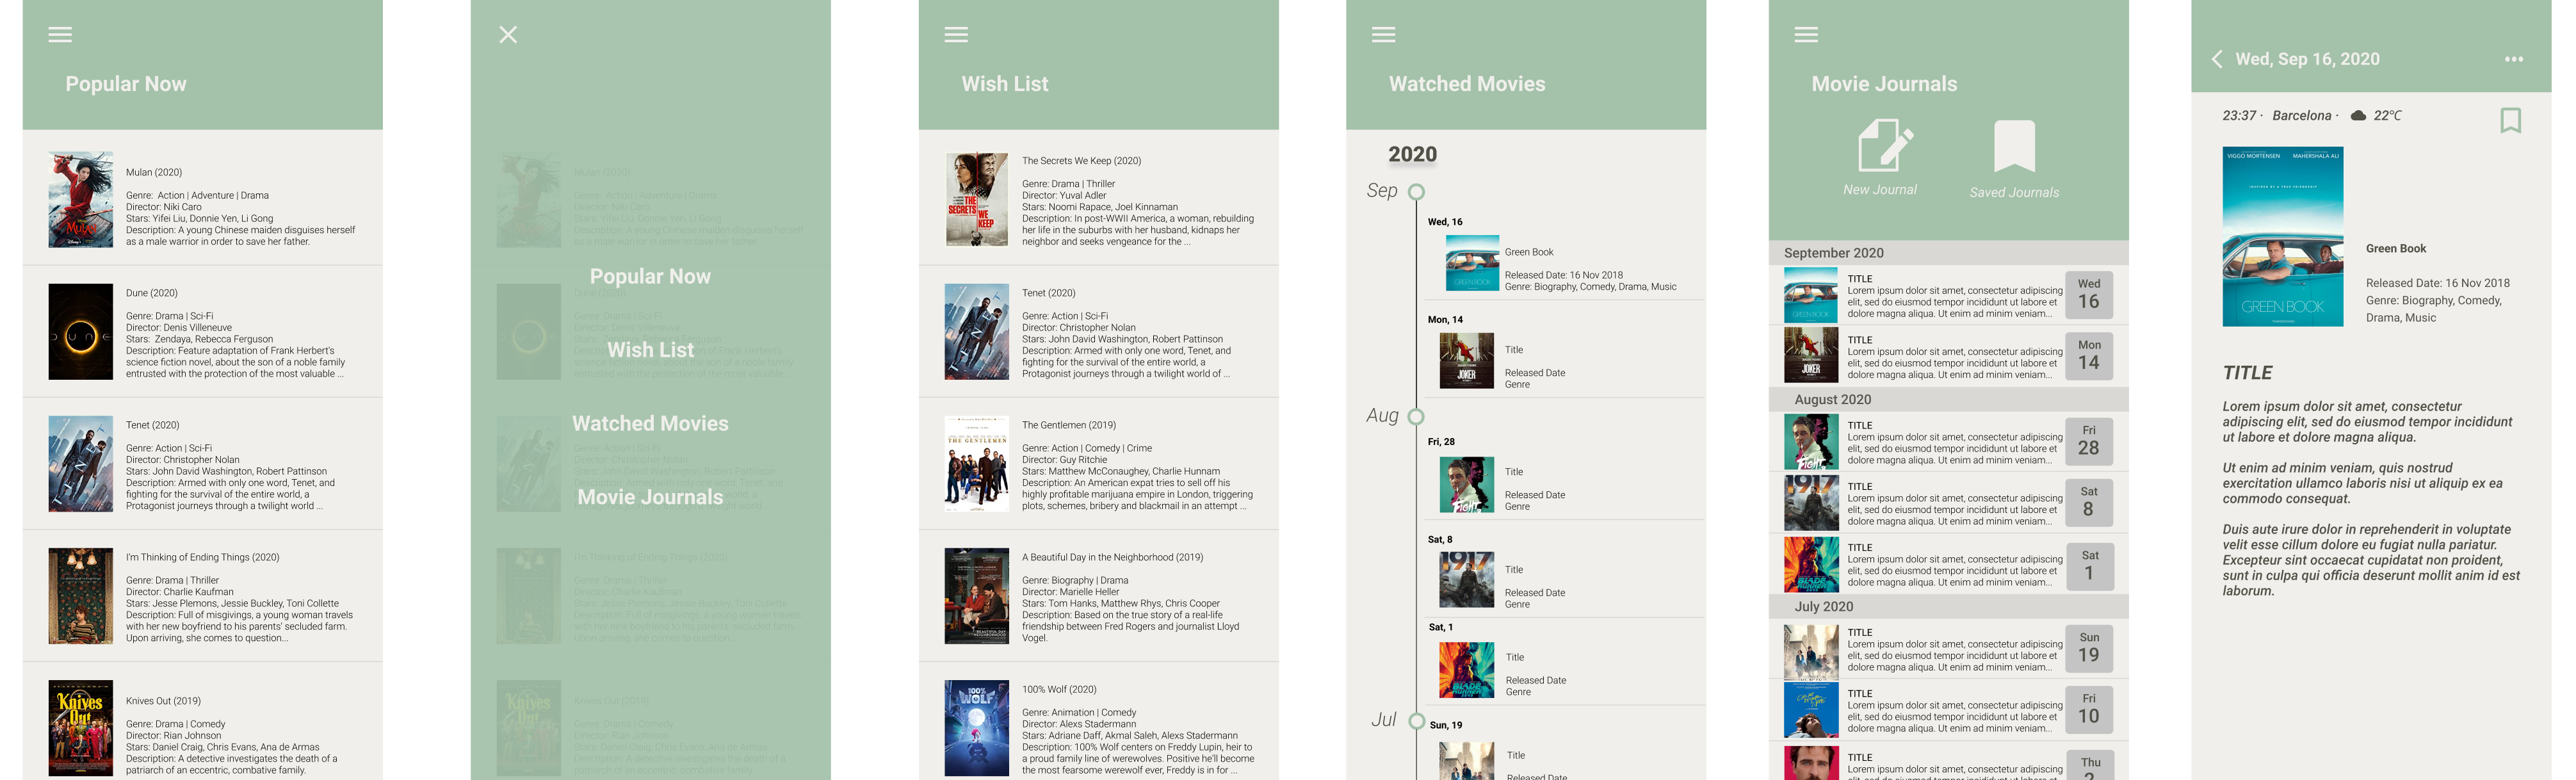 Popular Now
Mulan (2020)
Genre: Action | Adventure | Drama
Director: Niki Caro
Stars: Yifei Liu, Donnie Yen, Li Gong
Description: A young Chinese maiden disguises herself
as a male warrior in order to save her father.
Dune (2020)
Genre: Drama | Sci-Fi
Director: Denis Villeneuve
Stars: Zendaya, Rebecca Ferguson
Description: Feature adaptation of Frank Herbert's
science fiction novel, about the son of a noble family
entrusted with the protection of the most valuable ...
Tenet (2020)
Genre: Action | Sci-Fi
Director: Christopher Nolan
Stars: John David Washington, Robert Pattinson
Description: Armed with only one word, Tenet, and
fighting for the survival of the entire world, a
Protagonist journeys through a twilight world ...
I'm Thinking of Ending Things (2020)
Genre: Drama | Thriller
Director: Charlie Kaufman
Stars: Jesse Plemons, Jessie Buckley, Toni Collette
Description: Full of misgivings, a young woman travels
with her new boyfriend to his parents' secluded farm.
Upon arriving, she comes to question...
Knives Out
Knives Out (2019)
Genre: Drama | Comedy
Director: Rian Johnson
Stars: Daniel Craig, Chris Evans, Ana de Armas
Description: A detective investigates the death of a
patriarch of an eccentric, combative family.
Popular Now
Wish List
Watched Movies
Movie Journals
Wish List
THE SECRETS WE KEEP
The Secrets We Keep (2020)
Genre: Drama | Thriller
Director: Yuval Adler
Stars: Noomi Rapace, Joel Kinnaman
Description: In post-WWII America, a woman, rebuilding
her life in the suburbs with her husband, kidnaps her
neighbor and seeks vengeance for the ...
Tenet (2020)
Genre: Action | Sci-Fi
Director: Christopher Nolan
Stars: John David Washington, Robert Pattinson
Description: Armed with only one word, Tenet, and
fighting for the survival of the entire world, a
Protagonist journeys through a twilight world of ...
THE GENTLEMEN
The Gentlemen (2019)
Genre: Action | Comedy | Crime
Director: Guy Ritchie
Stars: Matthew McConaughey, Charlie Hunnam
Description: An American expat tries to sell off his
highly profitable marijuana empire in London, triggering
plots, schemes, bribery and blackmail in an attempt ...
A Beautiful Day in the Neighborhood (2019)
Genre: Biography | Drama
Director: Marielle Heller
Stars: Tom Hanks, Matthew Rhys, Chris Cooper
Description: Based on the true story of a real-life
friendship between Fred Rogers and journalist Lloyd
Vogel.
100% WOLF
100% Wolf (2020)
Genre: Animation | Comedy
Director: Alexs Stadermann
Stars: Adriane Daff, Akmal Saleh, Alexs Stadermann
Description: 100% Wolf centers on Freddy Lupin, heir to
a proud family line of werewolves. Positive he'll become
the most fearsome werewolf ever, Freddy is in for ...
Watched Movies
2020
Sep
Wed, 16
Green Book
Released Date: 16 Nov 2018
Genre: Biography, Comedy, Drama, Music
Mon, 14
JOKER
Title
Released Date
Genre
Aug
Fri, 28
Title
Released Date
Genre
Sat, 8
1917
Title
Released Date
Genre
Sat, 1
Title
Released Date
Genre
Jul
Sun, 19
Title
Released Date
Movie Journals
New Journal
Saved Journals
September 2020
TITLE
Lorem ipsum dolor sit amet, consectetur adipiscing
elit, sed do eiusmod tempor incididunt ut labore et
dolore magna aliqua. Ut enim ad minim veniam...
Wed
16
JOKER
TITLE
Lorem ipsum dolor sit amet, consectetur adipiscing
elit, sed do eiusmod tempor incididunt ut labore et
dolore magna aliqua. Ut enim ad minim veniam...
Mon
14
August 2020
TITLE
Lorem ipsum dolor sit amet, consectetur adipiscing
elit, sed do eiusmod tempor incididunt ut labore et
dolore magna aliqua. Ut enim ad minim veniam...
Fri
28
1917
TITLE
Lorem ipsum dolor sit amet, consectetur adipiscing
elit, sed do eiusmod tempor incididunt ut labore et
dolore magna aliqua. Ut enim ad minim veniam...
Sat
8
TITLE
Lorem ipsum dolor sit amet, consectetur adipiscing
elit, sed do eiusmod tempor incididunt ut labore et
dolore magna aliqua. Ut enim ad minim veniam...
Sat
1
July 2020
TITLE
Lorem ipsum dolor sit amet, consectetur adipiscing
elit, sed do eiusmod tempor incididunt ut labore et
dolore magna aliqua. Ut enim ad minim veniam...
Sun
19
TITLE
Lorem ipsum dolor sit amet, consectetur adipiscing
elit, sed do eiusmod tempor incididunt ut labore et
dolore magna aliqua. Ut enim ad minim veniam...
Fri
10
TITLE
Lorem ipsum dolor sit amet, consectetur adipiscing
Thu
Wed, Sep 16, 2020
23:37 · Barcelona · 22°C
VIGGO MORTENSEN MAHERSHALA ALI
INSPIRED BY A TRUE FRIENDSHIP
GREEN BOOK
Green Book
Released Date: 16 Nov 2018
Genre: Biography, Comedy,
Drama, Music
TITLE
Lorem ipsum dolor sit amet, consectetur
adipiscing elit, sed do eiusmod tempor incididunt
ut labore et dolore magna aliqua.
Ut enim ad minim veniam, quis nostrud
exercitation ullamco laboris nisi ut aliquip ex ea
commodo consequat.
Duis aute irure dolor in reprehenderit in voluptate
velit esse cillum dolore eu fugiat nulla pariatur.
Excepteur sint occaecat cupidatat non proident,
sunt in culpa qui officia deserunt mollit anim id est
laborum.